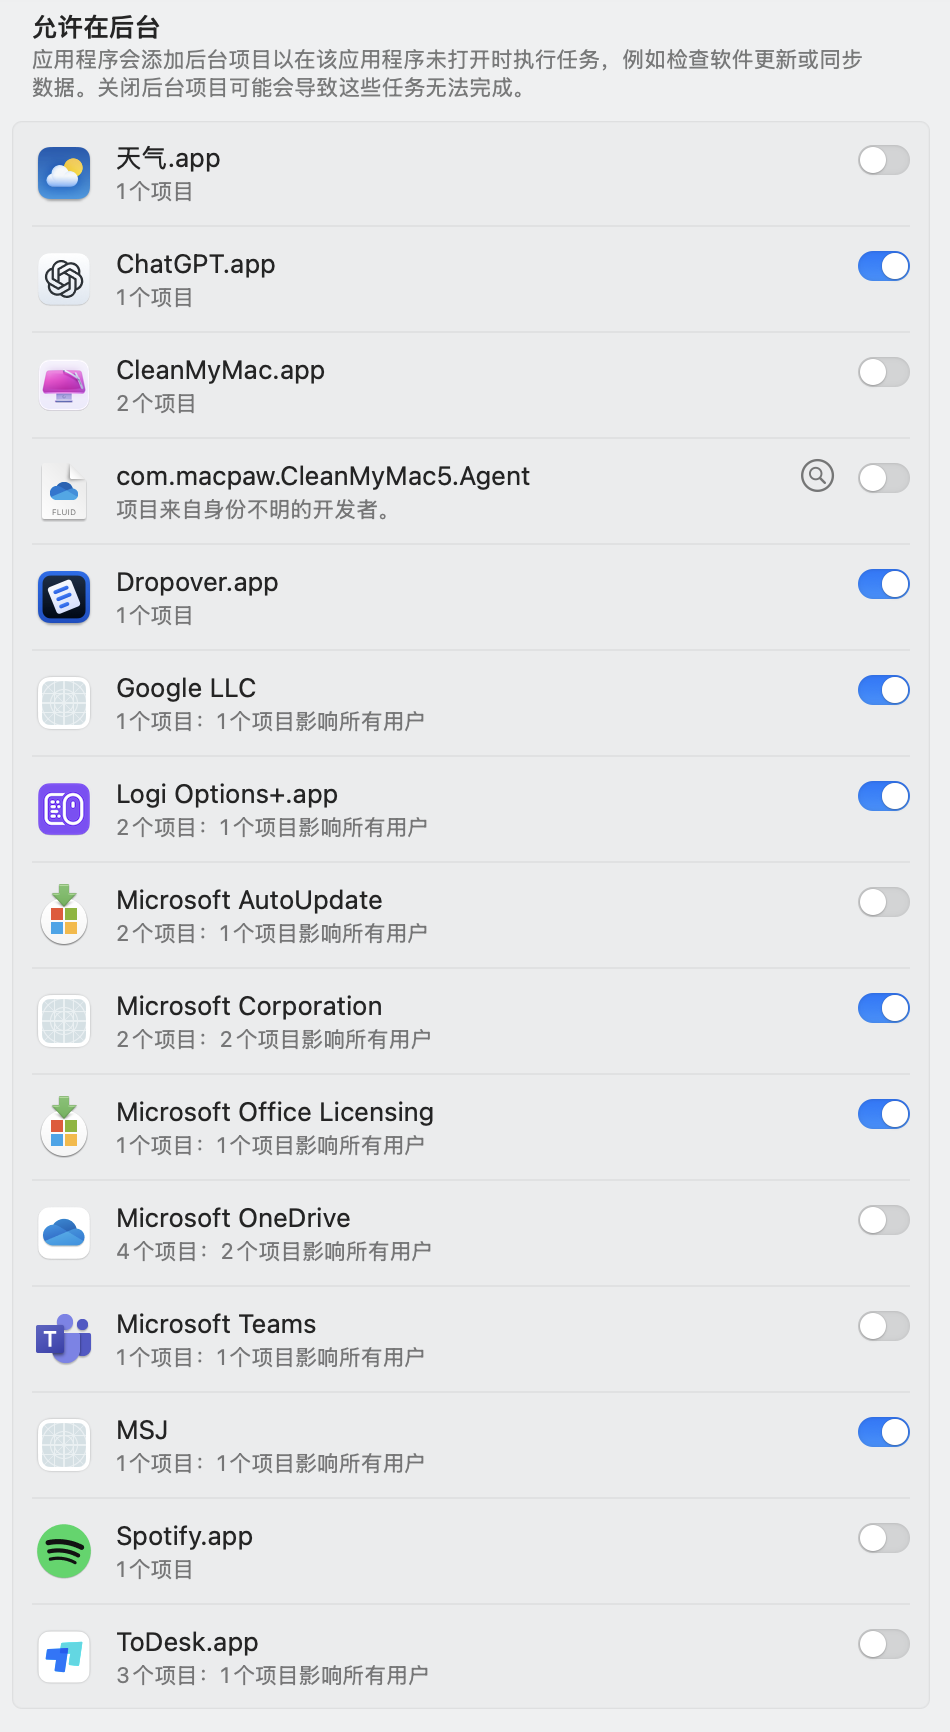 允许在后台
应用程序会添加后台项目以在该应用程序未打开时执行任务，例如检查软件更新或同步
数据。关闭后台项目可能会导致这些任务无法完成。
天气.app
1个项目
ChatGPT.app
1个项目
CleanMyMac.app
2个项目
com.macpaw.CleanMyMac5.Agent
FLUID
项目来自身份不明的开发者。
Dropover.app
1个项目
Google LLC
1个项目：1个项目影响所有用户
Logi Options+.app
2个项目：1个项目影响所有用户
Microsoft AutoUpdate
2个项目：1个项目影响所有用户
Microsoft Corporation
2个项目：2个项目影响所有用户
Microsoft Office Licensing
1个项目：1个项目影响所有用户
Microsoft OneDrive
4个项目：2个项目影响所有用户
Microsoft Teams
T
1个项目：1个项目影响所有用户
MSJ
1个项目：1个项目影响所有用户
Spotify.app
1个项目
ToDesk.app
3个项目：1个项目影响所有用户